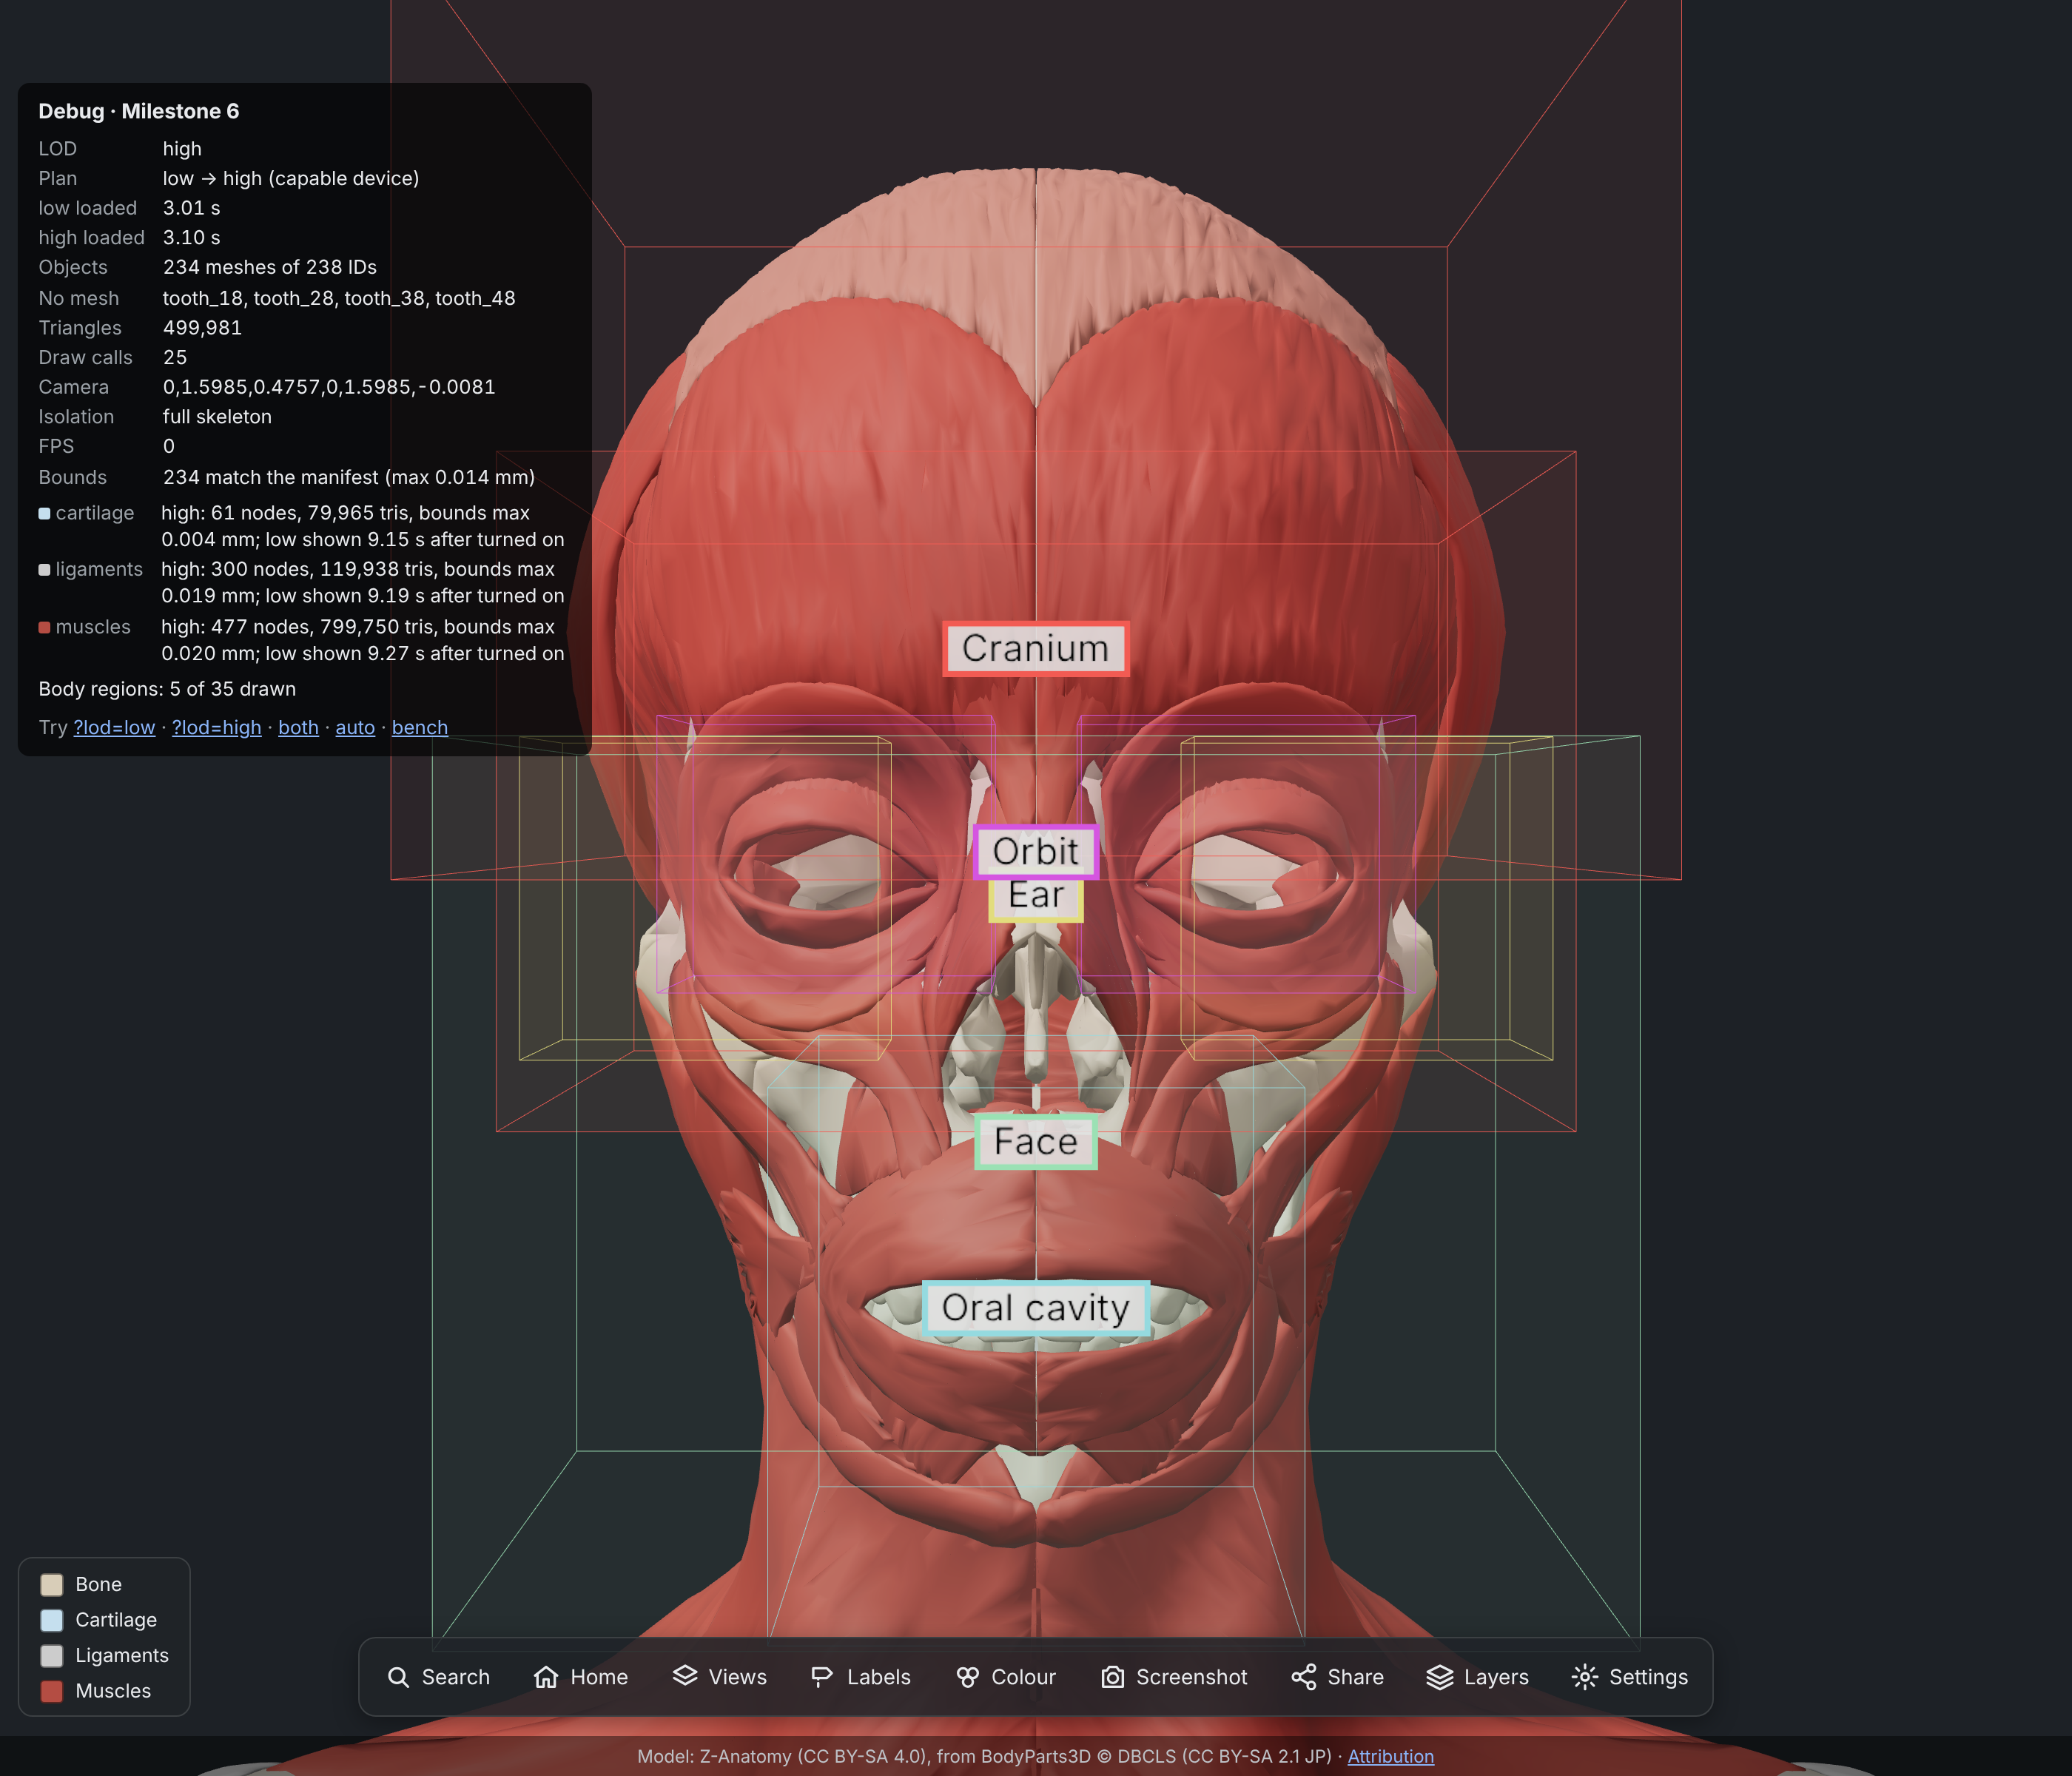 Debug · Milestone 6
LOD high
Plan low → high (capable device)
low loaded 3.01 s
high loaded 3.10 s
Objects 234 meshes of 238 IDs
No mesh tooth_18, tooth_28, tooth_38, tooth_48
Triangles 499,981
Draw calls 25
Camera 0,1.5985,0.4757,0,1.5985,-0.0081
Isolation full skeleton
FPS 0
Bounds 234 match the manifest (max 0.014 mm)
cartilage high: 61 nodes, 79,965 tris, bounds max
0.004 mm; low shown 9.15 s after turned on
ligaments high: 300 nodes, 119,938 tris, bounds max
0.019 mm; low shown 9.19 s after turned on
muscles high: 477 nodes, 799,750 tris, bounds max
0.020 mm; low shown 9.27 s after turned on
Body regions: 5 of 35 drawn
Try ?lod=low · ?lod=high · both · auto · bench
Cranium
Orbit
Ear
Face
Oral cavity
Bone
Cartilage
Ligaments
Muscles
Search Home Views Labels Colour Screenshot Share Layers Settings
Model: Z-Anatomy (CC BY-SA 4.0), from BodyParts3D © DBCLS (CC BY-SA 2.1 JP) · Attribution